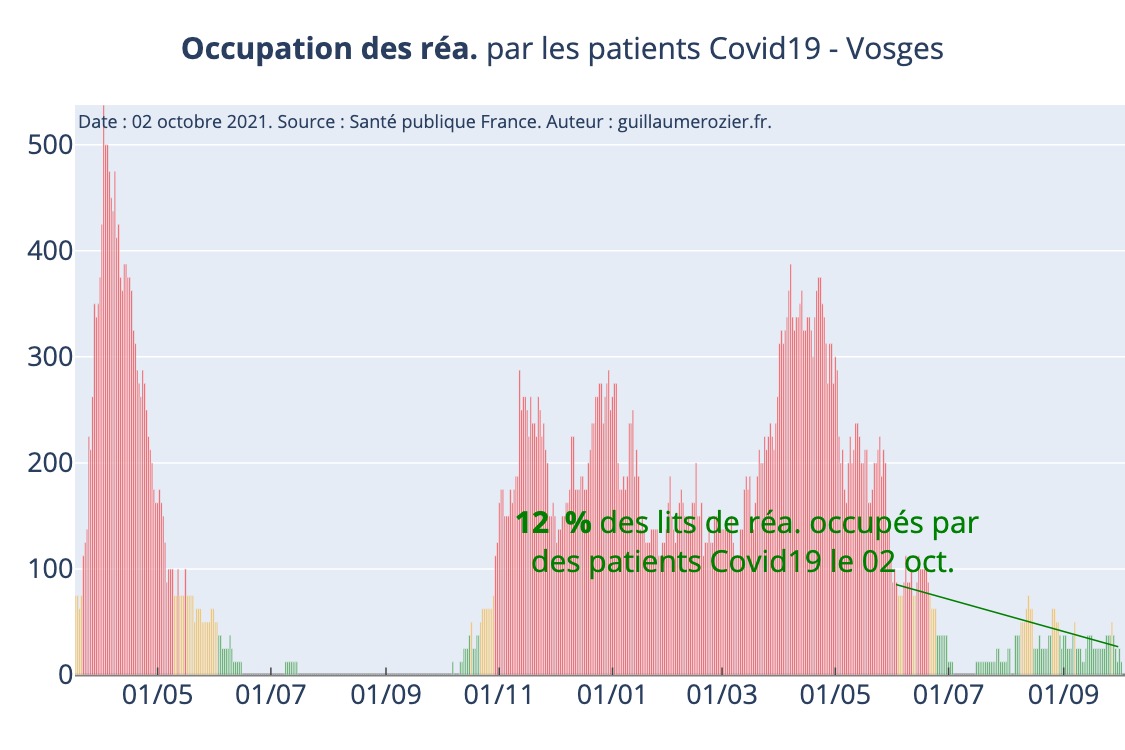 Occupation des réa. par les patients Covid19 - Vosges
Date : 02 octobre 2021. Source : Santé publique France. Auteur : guillaumerozier.fr.
500
400
300
200
12 % des lits de réa. occupés par
des patients Covid19 le 02 oct.
100
0
01/05 01/07 01/09 01/11 01/01 01/03 01/05 01/07 01/09